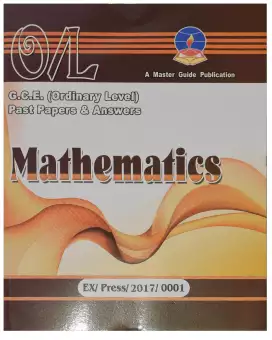 O/L
A Master Guide Publication
G.C.E. (Ordinary Level)
Past Papers & Answers
Mathematics
EX/ Press/ 2017/ 0001